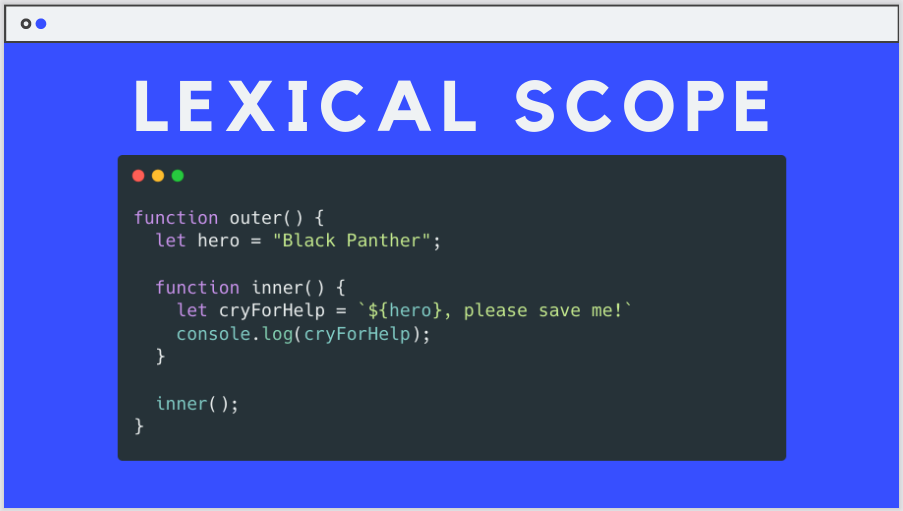 LEXICAL SCOPE
function outer() {
  let hero = "Black Panther";
  function inner() {
    let cryForHelp = `${hero}, please save me!`
    console.log(cryForHelp);
  }
  inner();
}